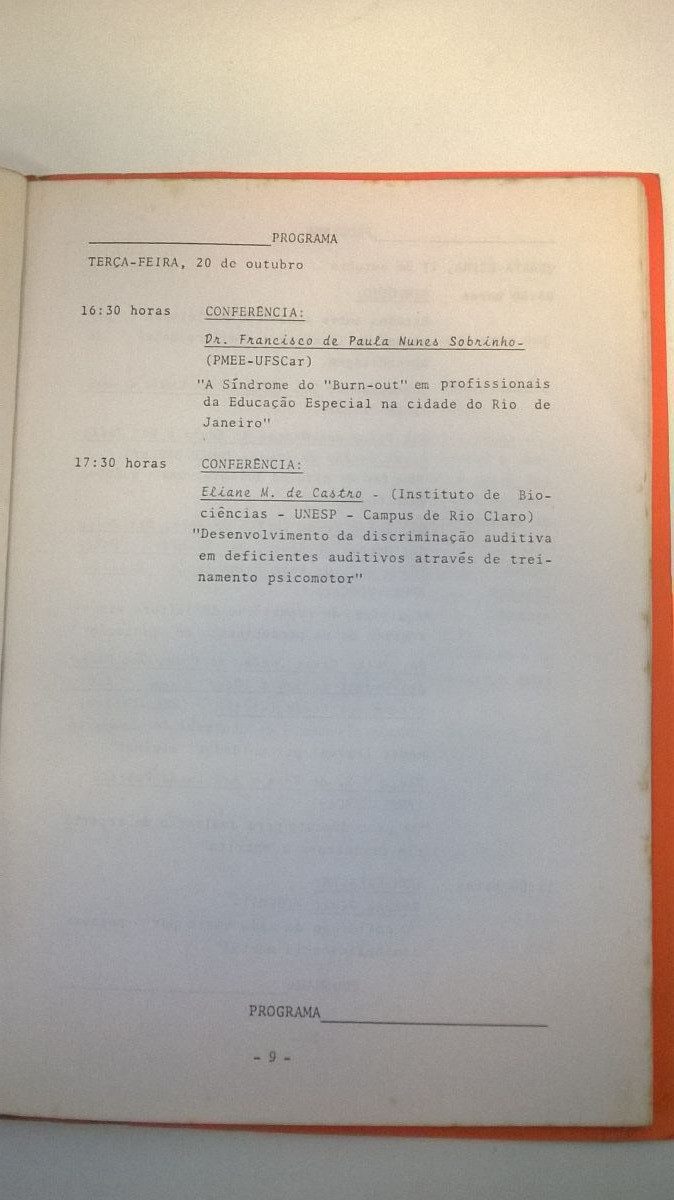 PROGRAMA
TERÇA-FEIRA, 20 de outubro
16:30 horas CONFERÊNCIA:
Dr. Francisco de Paula Nunes Sobrinho-
(PMEE-UFSCar)
"A Síndrome do "Burn-out" em profissionais
da Educação Especial na cidade do Rio de
Janeiro"
17:30 horas CONFERÊNCIA:
Eliane M. de Castro - (Instituto de Bio-
ciências - UNESP - Campus de Rio Claro)
"Desenvolvimento da discriminação auditiva
em deficientes auditivos através de trei-
namento psicomotor"
PROGRAMA
- 9 -